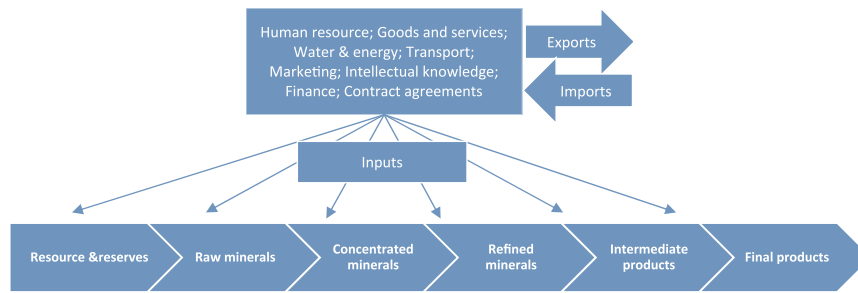 Human resource; Goods and services;
Water & energy; Transport;
Marketing; Intellectual knowledge;
Finance; Contract agreements
Exports
Imports
Inputs
Resource &reserves
Raw minerals
Concentrated
minerals
Refined
minerals
Intermediate
products
Final products